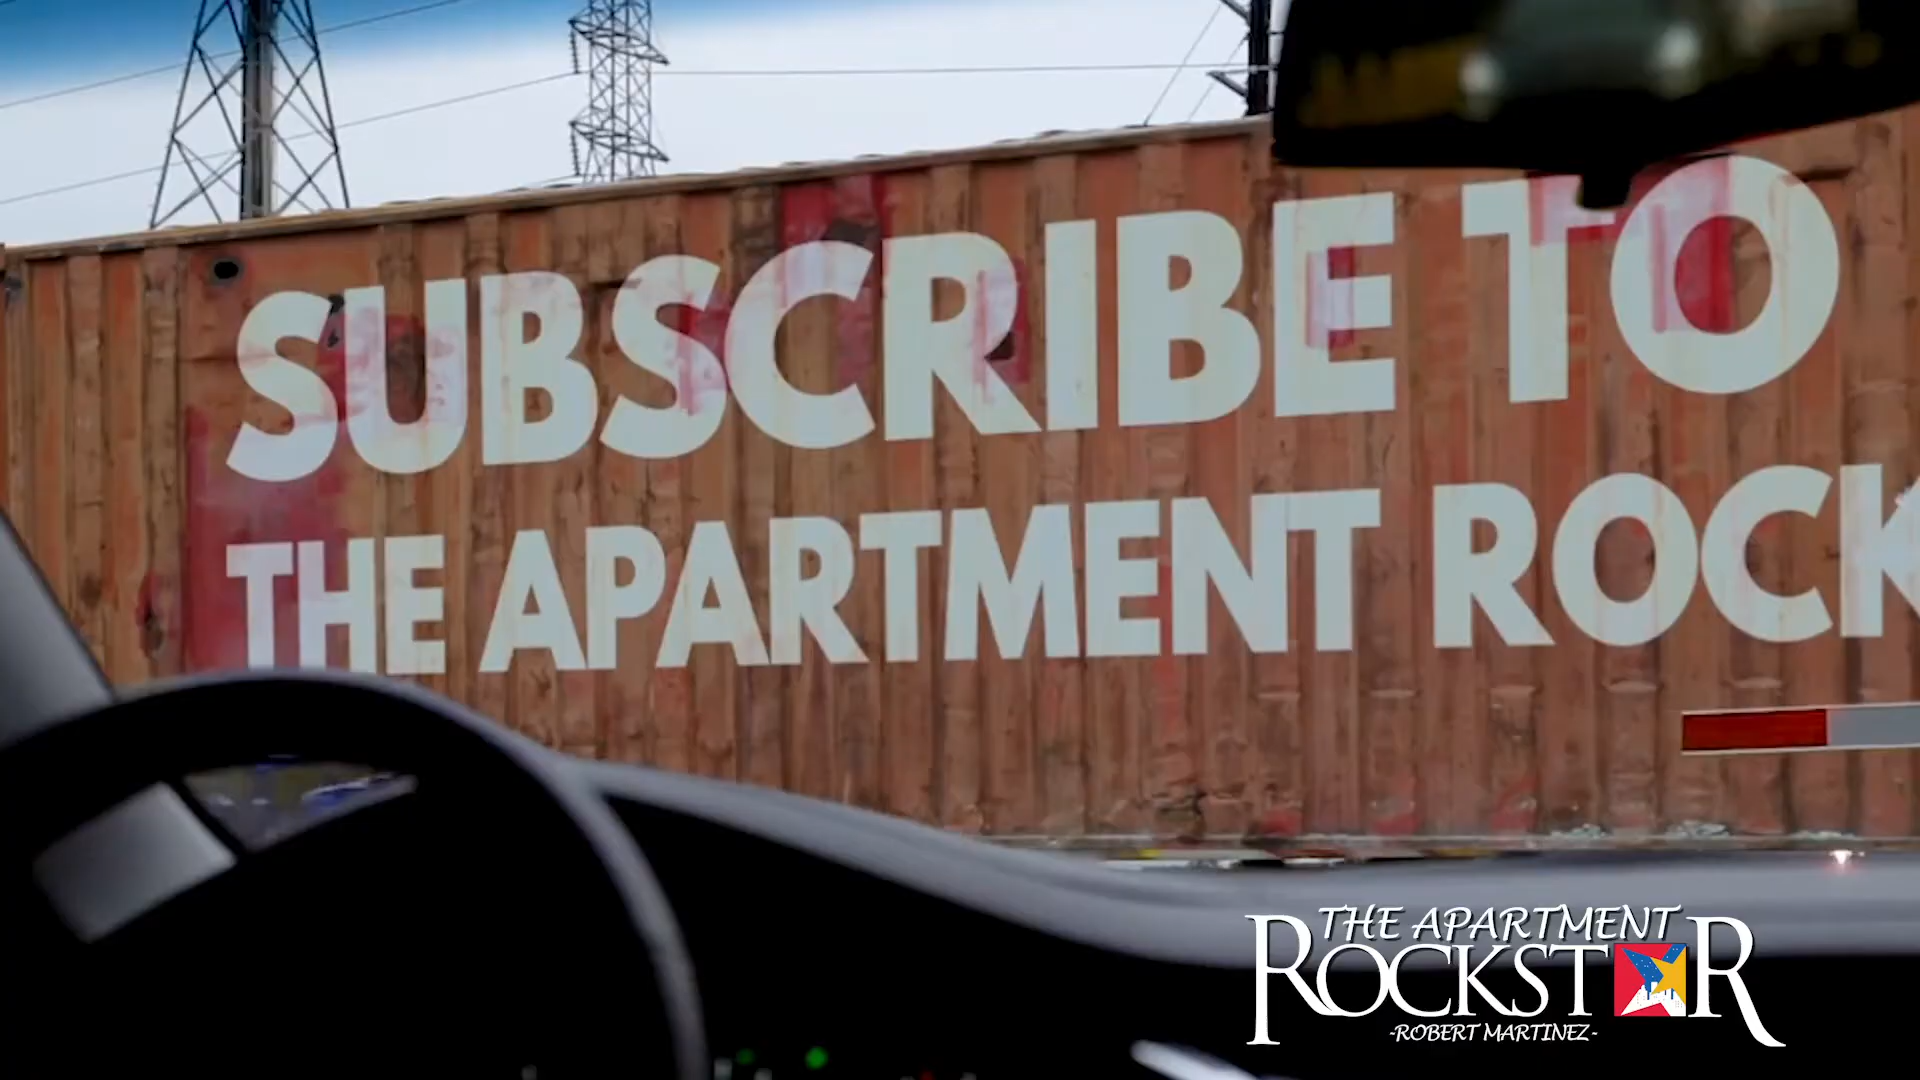 SUBSCRIBE TO
THE APARTMENT ROCK
THE APARTMENT
ROCKSTAR
-ROBERT MARTINEZ-